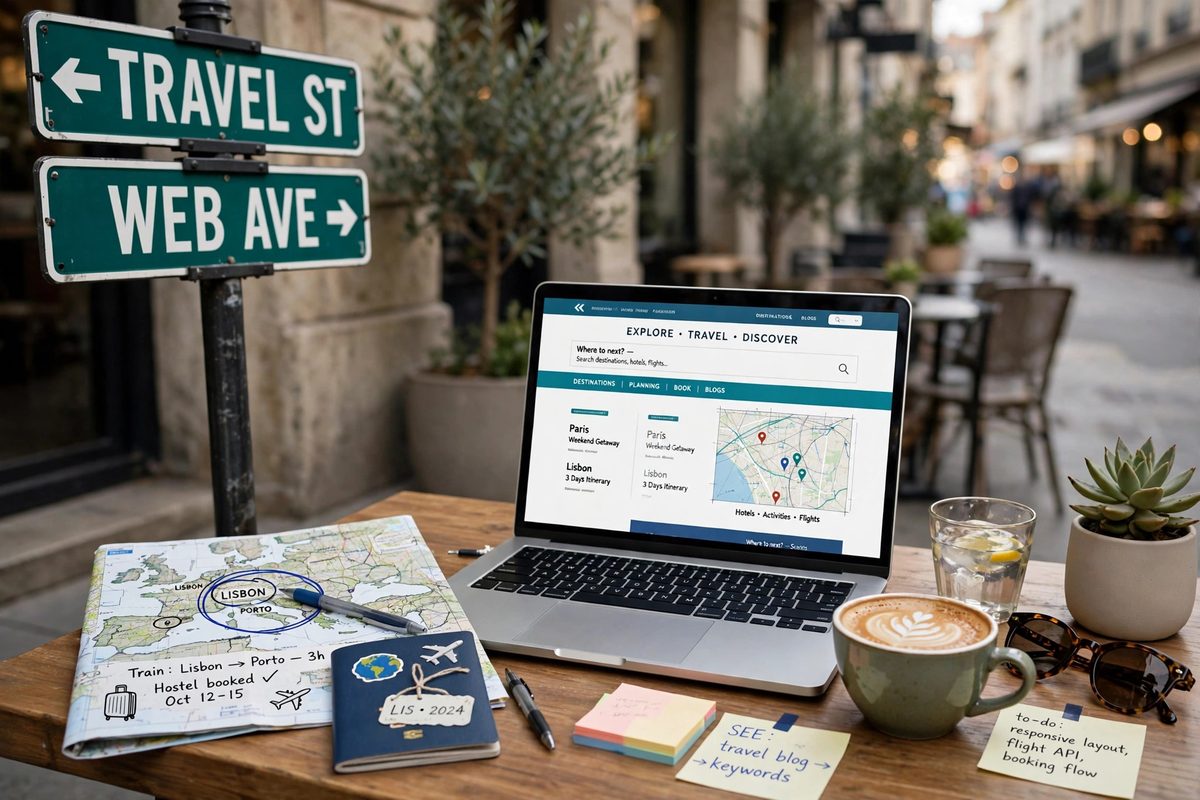 TRAVEL ST
WEB AVE
DESTINATIONS BLOGS
EXPLORE • TRAVEL • DISCOVER
Where to next? —
Search destinations, hotels, flights...
DESTINATIONS | PLANNING | BOOK | BLOGS
Paris
Weekend Getaway
Lisbon
3 Days Itinerary
Paris
Weekend Getaway
Lisbon
3 Days Itinerary
Hotels • Activities • Flights
Where to next? —
LISBON
LISBON
PORTO
Train: Lisbon → Porto — 3h
Hostel booked ✓
Oct 12-15
LIS • 2024
SEE:
travel blog →
→ keywords
to-do:
responsive layout,
flight API,
booking flow